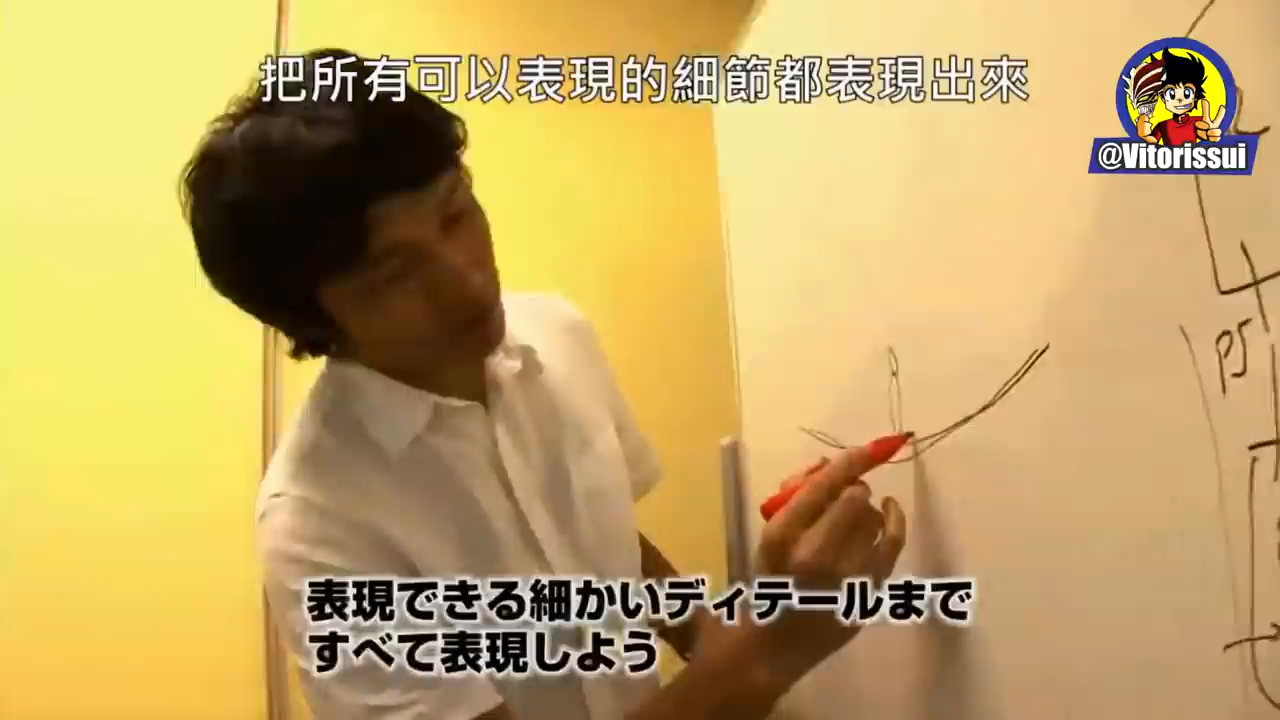 把所有可以表現的細節都表現出來
@Vitorissui
PS
表現できる細かいディテールまで
すべて表現しよう